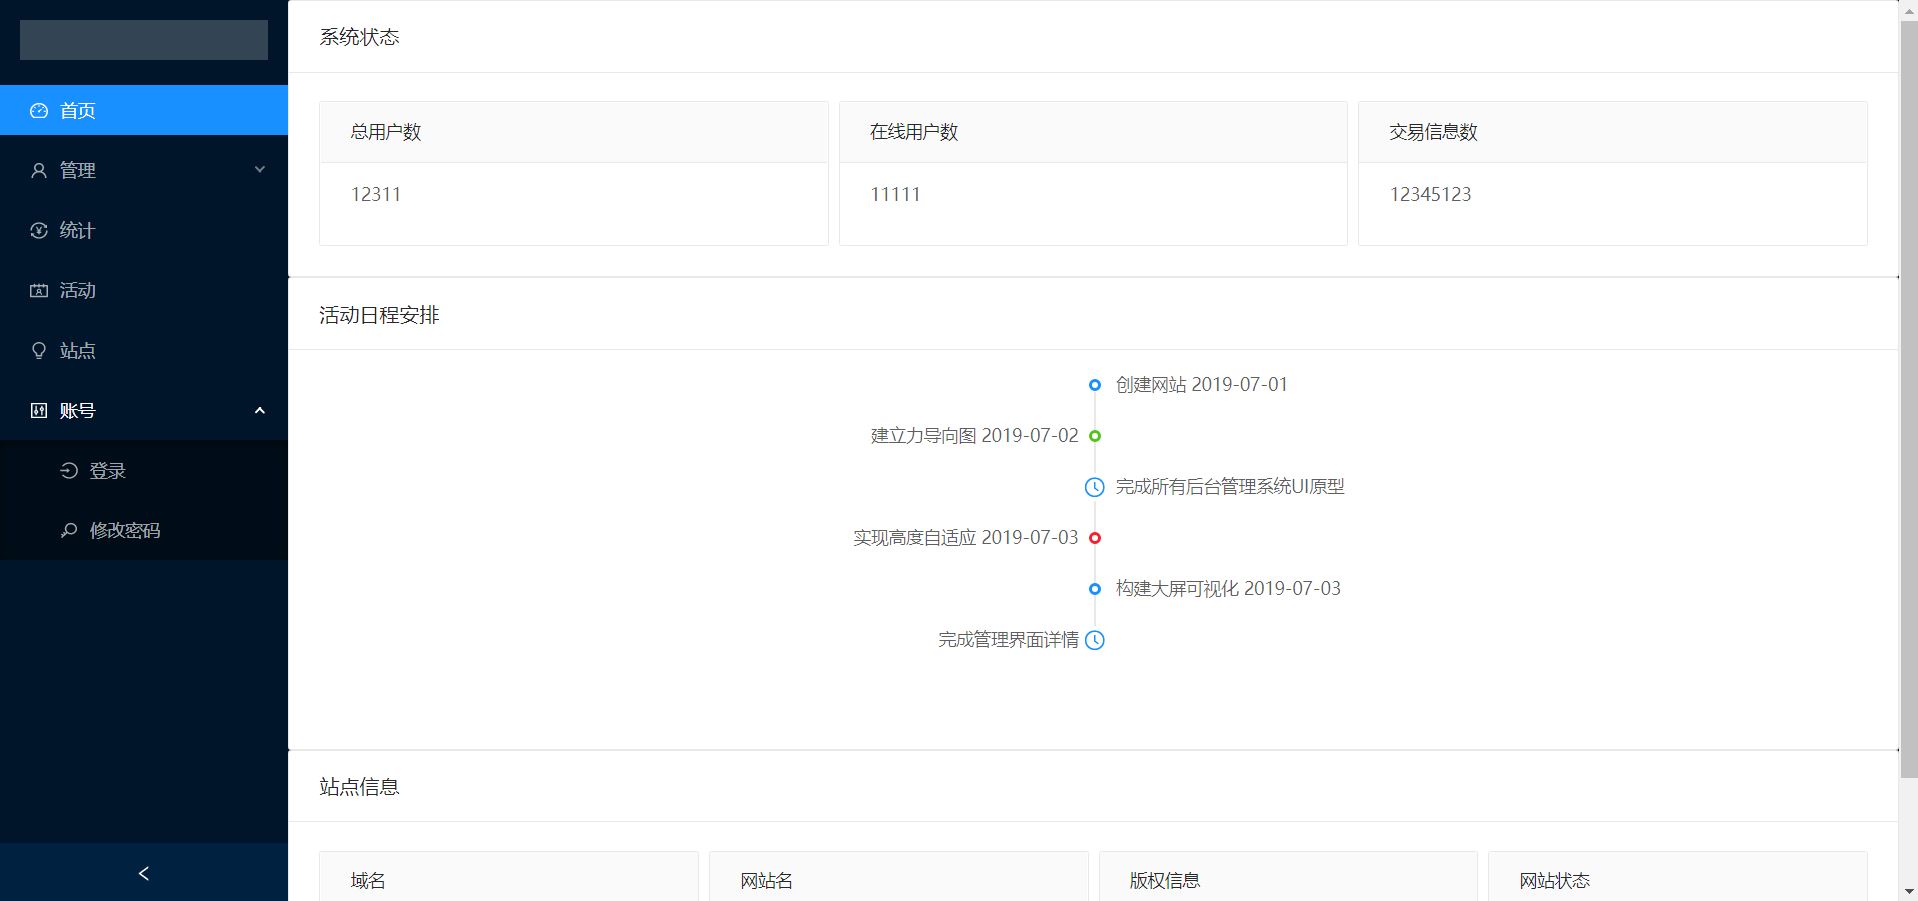 首页
管理
统计
活动
站点
账号
登录
修改密码
系统状态
总用户数
12311
在线用户数
11111
交易信息数
12345123
活动日程安排
创建网站 2019-07-01
建立力导向图 2019-07-02
完成所有后台管理系统UI原型
实现高度自适应 2019-07-03
构建大屏可视化 2019-07-03
完成管理界面详情
站点信息
域名
网站名
版权信息
网站状态